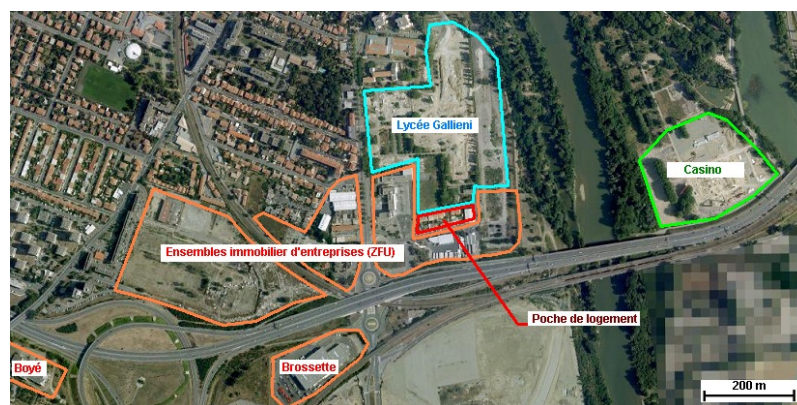 Lycée Gallieni
Casino
Ensembles immobilier d'entreprises (ZFU)
Poche de logement
Boyé
Brossette
200 m